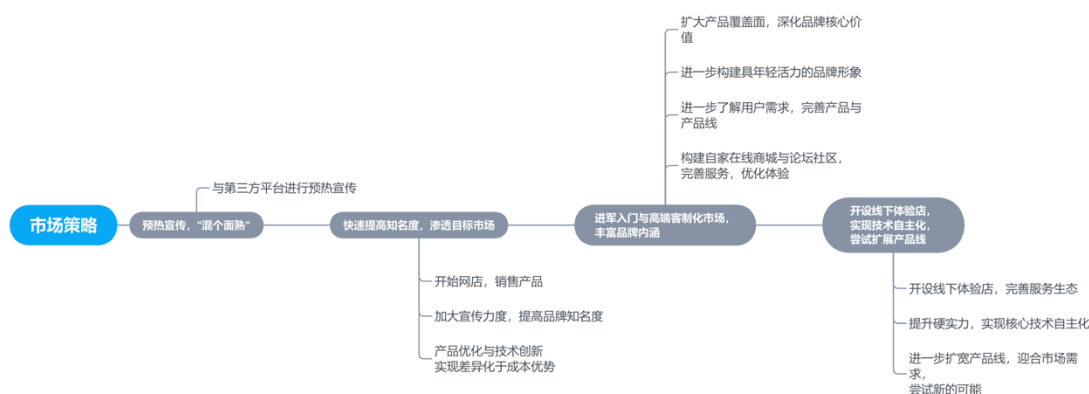 市场策略
预热宣传，“混个面熟”
与第三方平台进行预热宣传
快速提高知名度，渗透目标市场
开始网店，销售产品
加大宣传力度，提高品牌知名度
产品优化与技术创新
实现差异化于成本优势
进军入门与高端客制化市场，
丰富品牌内涵
扩大产品覆盖面，深化品牌核心价
值
进一步构建具年轻活力的品牌形象
进一步了解用户需求，完善产品与
产品线
构建自家在线商城与论坛社区，
完善服务，优化体验
开设线下体验店，
实现技术自主化，
尝试扩展产品线
开设线下体验店，完善服务生态
提升硬实力，实现核心技术自主化
进一步扩宽产品线，迎合市场需
求，
尝试新的可能